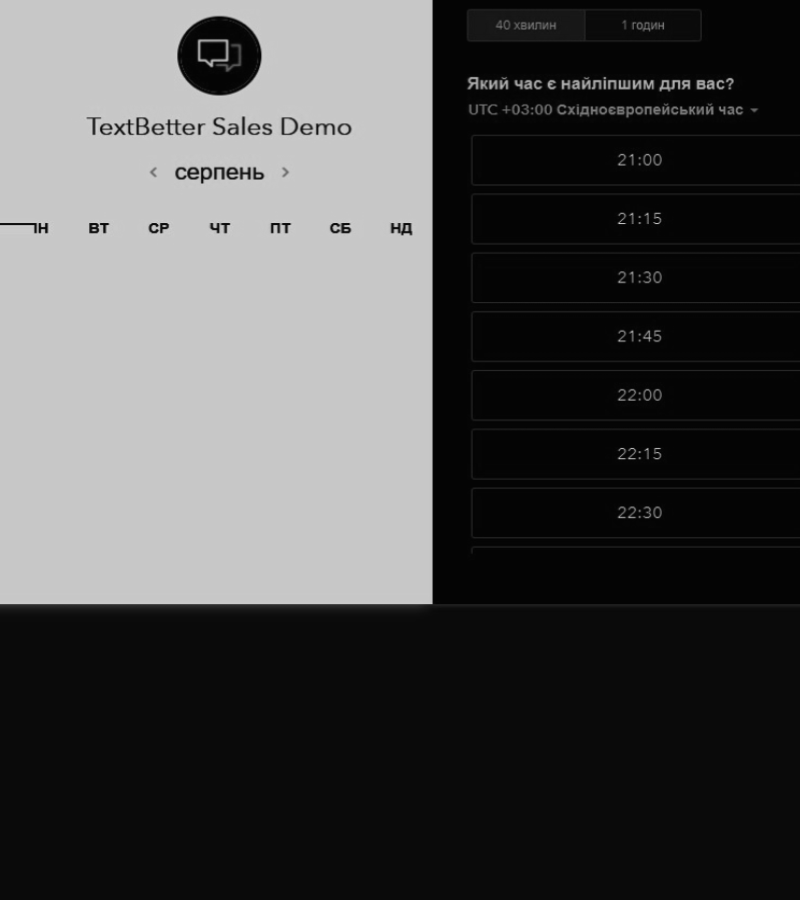 TextBetter Sales Demo
серпень
ВТ СР ЧТ ПТ СБ НД
40 хвилин 1 годин
Який час є найліпшим для вас?
UTC +03:00 Східноєвропейський час
21:00
21:15
21:30
21:45
22:00
22:15
22:30